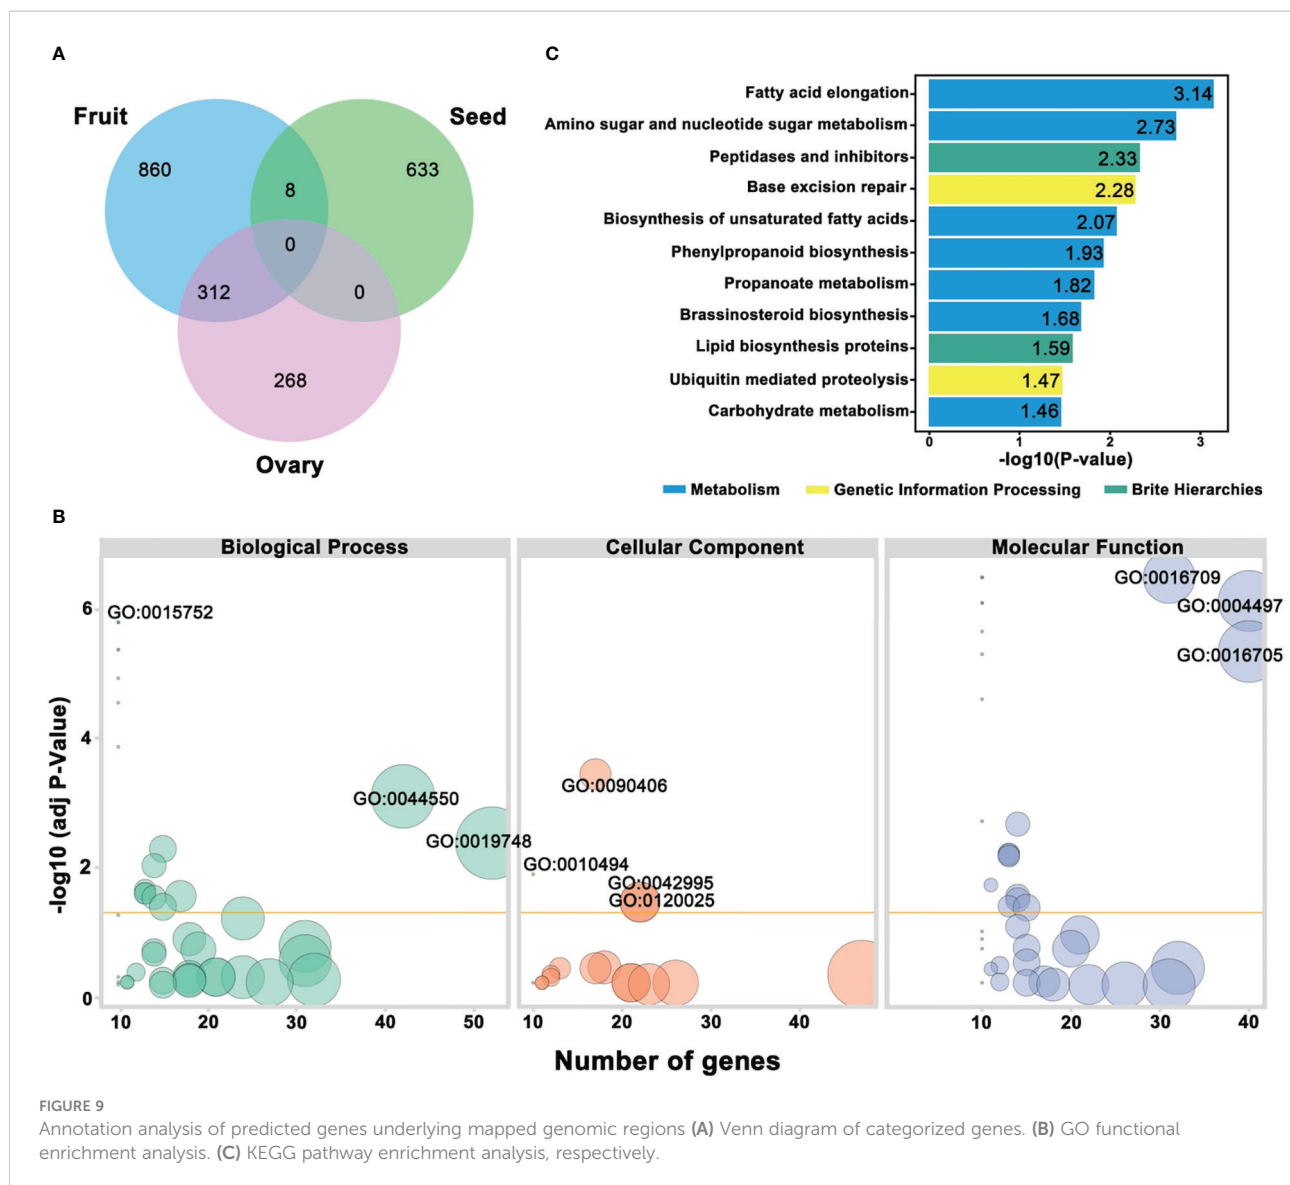 A
Fruit
Seed
860
8
633
0
312
0
268
Ovary
C
Fatty acid elongation 3.14
Amino sugar and nucleotide sugar metabolism 2.73
Peptidases and inhibitors 2.33
Base excision repair 2.28
Biosynthesis of unsaturated fatty acids 2.07
Phenylpropanoid biosynthesis 1.93
Propanoate metabolism 1.82
Brassinosteroid biosynthesis 1.68
Lipid biosynthesis proteins 1.59
Ubiquitin mediated proteolysis 1.47
Carbohydrate metabolism 1.46
0 1 2 3
-log10(P-value)
Metabolism Genetic Information Processing Brite Hierarchies
B
Biological Process Cellular Component Molecular Function
-log10 (adj P-Value)
6
4
2
0
GO:0015752
GO:0044550
GO:0019748
GO:0090406
GO:0010494
GO:0042995
GO:0120025
GO:0016709
GO:0004497
GO:0016705
10 20 30 40 50 10 20 30 40 10 20 30 40
Number of genes
FIGURE 9
Annotation analysis of predicted genes underlying mapped genomic regions (A) Venn diagram of categorized genes. (B) GO functional
enrichment analysis. (C) KEGG pathway enrichment analysis, respectively.